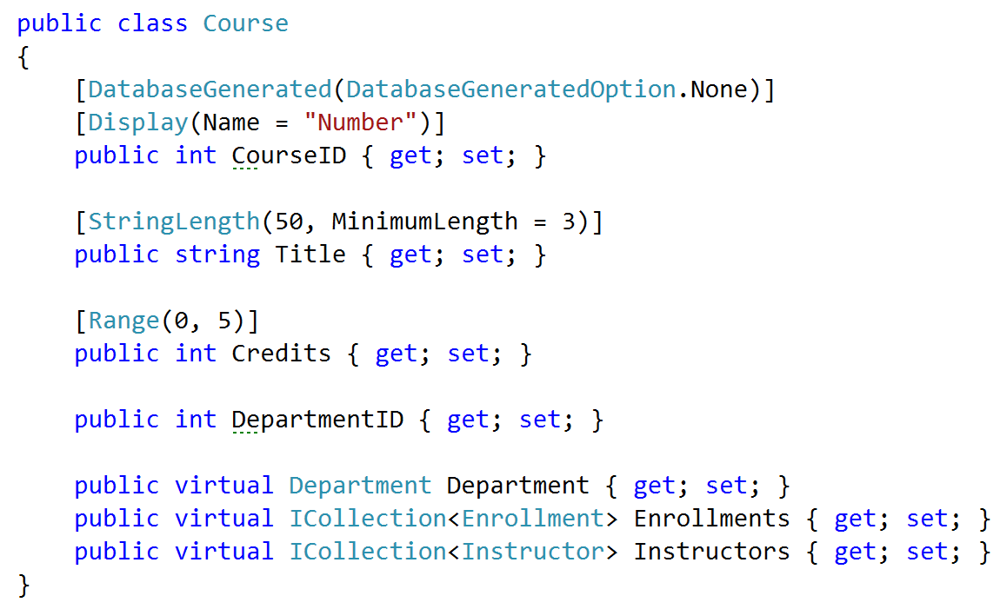 public class Course
{
    [DatabaseGenerated(DatabaseGeneratedOption.None)]
    [Display(Name = "Number")]
    public int CourseID { get; set; }

    [StringLength(50, MinimumLength = 3)]
    public string Title { get; set; }

    [Range(0, 5)]
    public int Credits { get; set; }

    public int DepartmentID { get; set; }

    public virtual Department Department { get; set; }
    public virtual ICollection<Enrollment> Enrollments { get; set; }
    public virtual ICollection<Instructor> Instructors { get; set; }
}